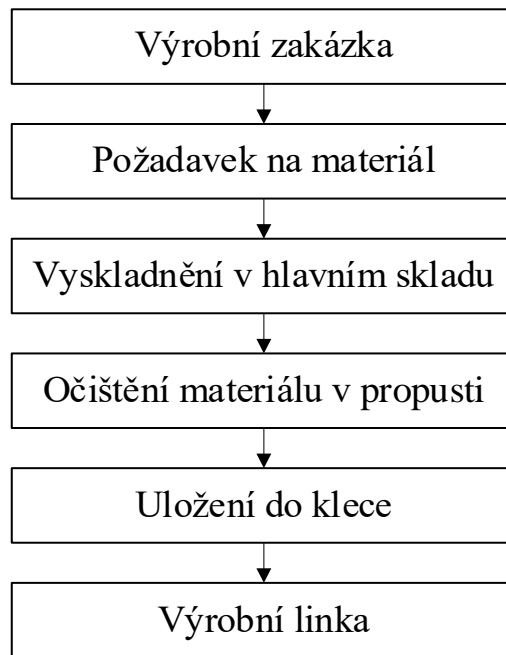 Výrobní zakázka
Požadavek na materiál
Vyskladnění v hlavním skladu
Očištění materiálu v propusti
Uložení do klece
Výrobní linka